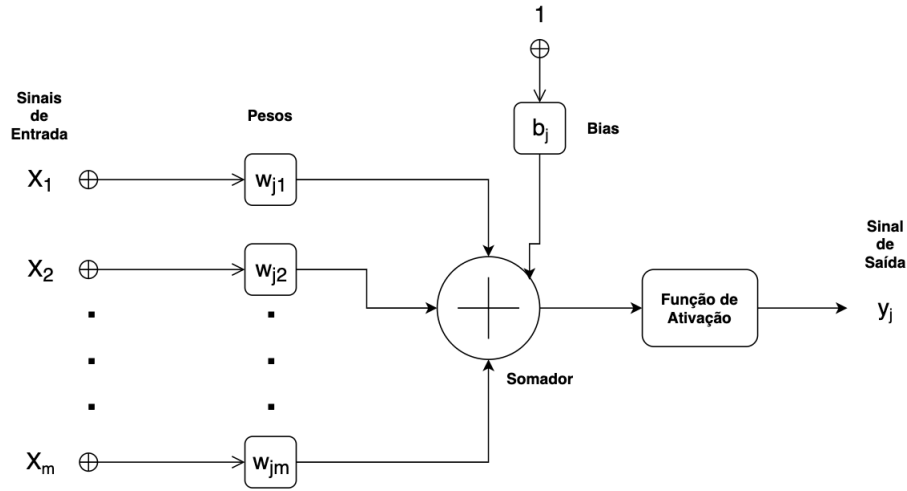 1
Sinais
de
Entrada
Pesos
b_j
Bias
X_1
w_j1
X_2
w_j2
Sinal
de
Saída
Função de
Ativação
y_j
Somador
X_m
w_jm